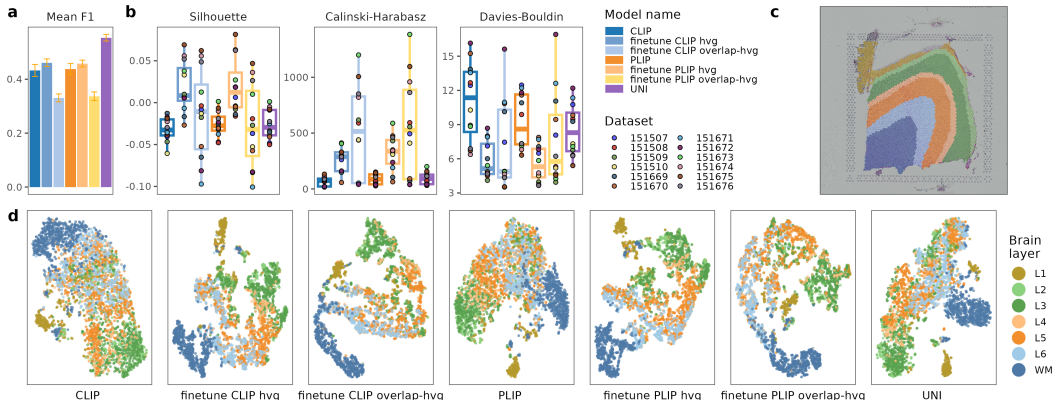 a
Mean F1
0.4
0.2
0.0
b
Silhouette
0.05
0.00
-0.05
-0.10
Calinski-Harabasz
1000
500
0
Davies-Bouldin
15
12
9
6
3
Model name
CLIP
finetune CLIP hvg
finetune CLIP overlap-hvg
PLIP
finetune PLIP hvg
finetune PLIP overlap-hvg
UNI
Dataset
151507 151671
151508 151672
151509 151673
151510 151674
151669 151675
151670 151676
c
d
CLIP
finetune CLIP hvg
finetune CLIP overlap-hvg
PLIP
finetune PLIP hvg
finetune PLIP overlap-hvg
UNI
Brain
layer
L1
L2
L3
L4
L5
L6
WM